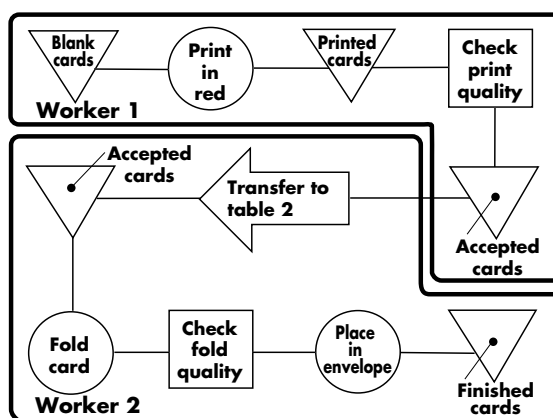 Blank
cards
Print
in
red
Printed
cards
Check
print
quality
Worker 1
Accepted
cards
Transfer to
table 2
Accepted
cards
Fold
card
Check
fold
quality
Place
in
envelope
Finished
cards
Worker 2